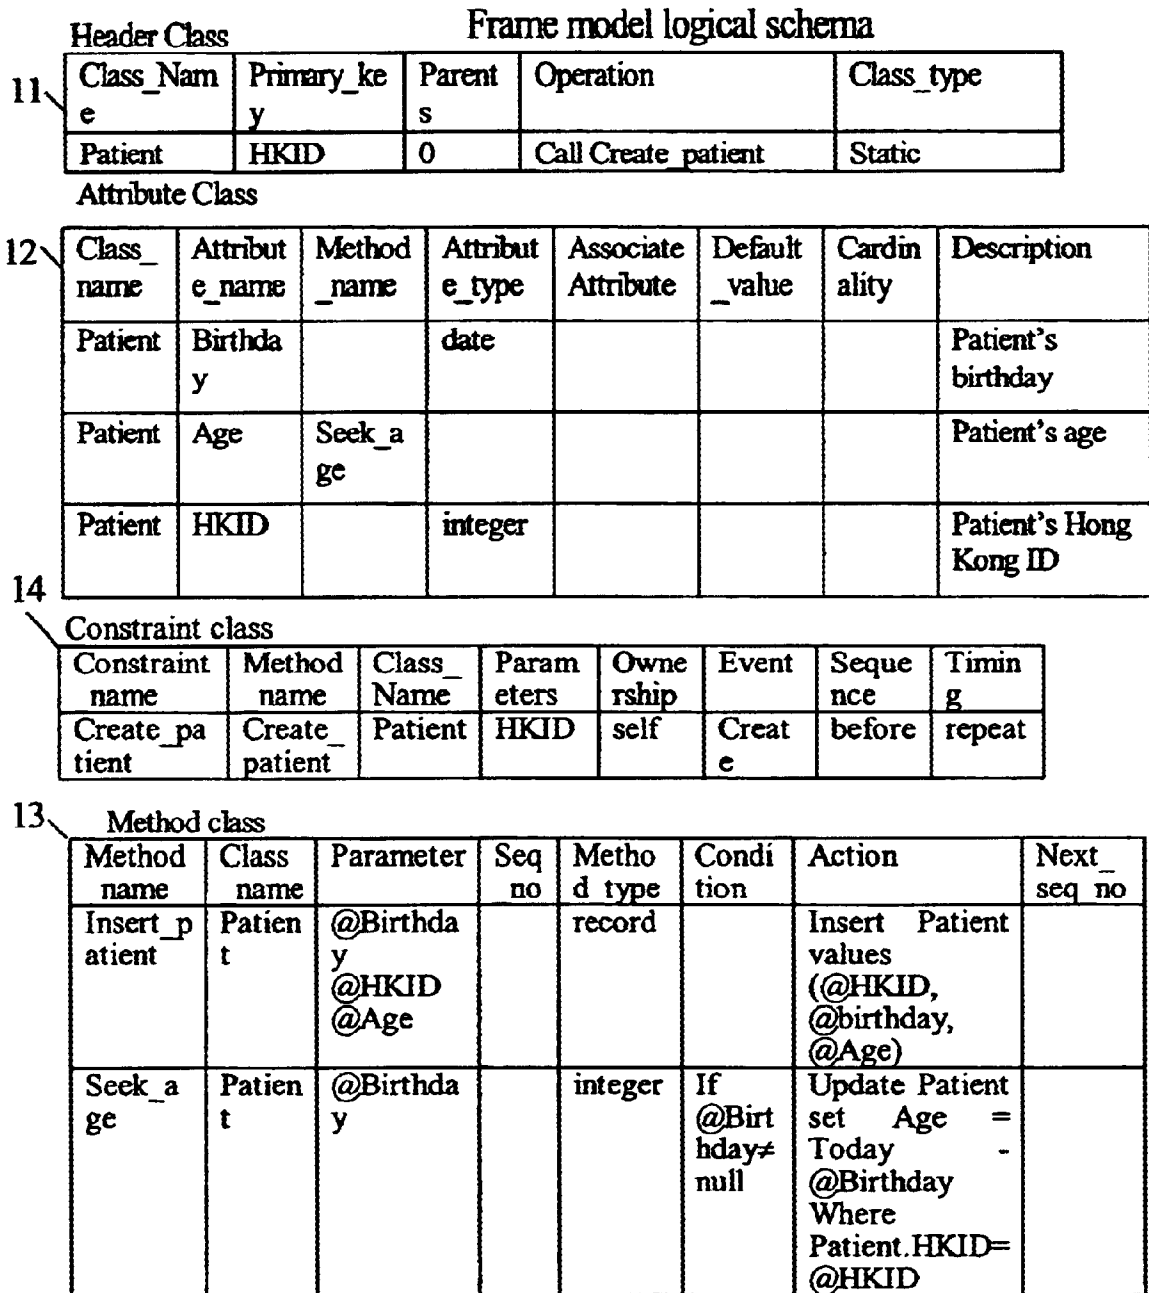 Frame model logical schema
Header Class
11
Class_Nam Primary_ke Parent Operation Class_type
e y s
Patient HKID 0 Call Create_patient Static
Attribute Class
12
Class_ Attribut Method Attribut Associate Default Cardin Description
name e_name _name e_type Attribute _value ality
Patient Birthda date Patient's
y birthday
Patient Age Seek_a Patient's age
ge
Patient HKID integer Patient's Hong
Kong ID
14
Constraint class
Constraint Method Class_ Param Owne Event Seque Timin
_name _name Name eters rship nce g
Create_pa Create_ Patient HKID self Creat before repeat
tient patient e
13
Method class
Method Class Parameter Seq Metho Condi Action Next_
_name _name _no d_type tion seq_no
Insert_p Patien @Birthda record Insert Patient
atient t y values
@HKID (@HKID,
@Age @birthday,
@Age)
Seek_a Patien @Birthda integer If Update Patient
ge t y @Birt set Age =
hday≠ Today -
null @Birthday
Where
Patient.HKID=
@HKID